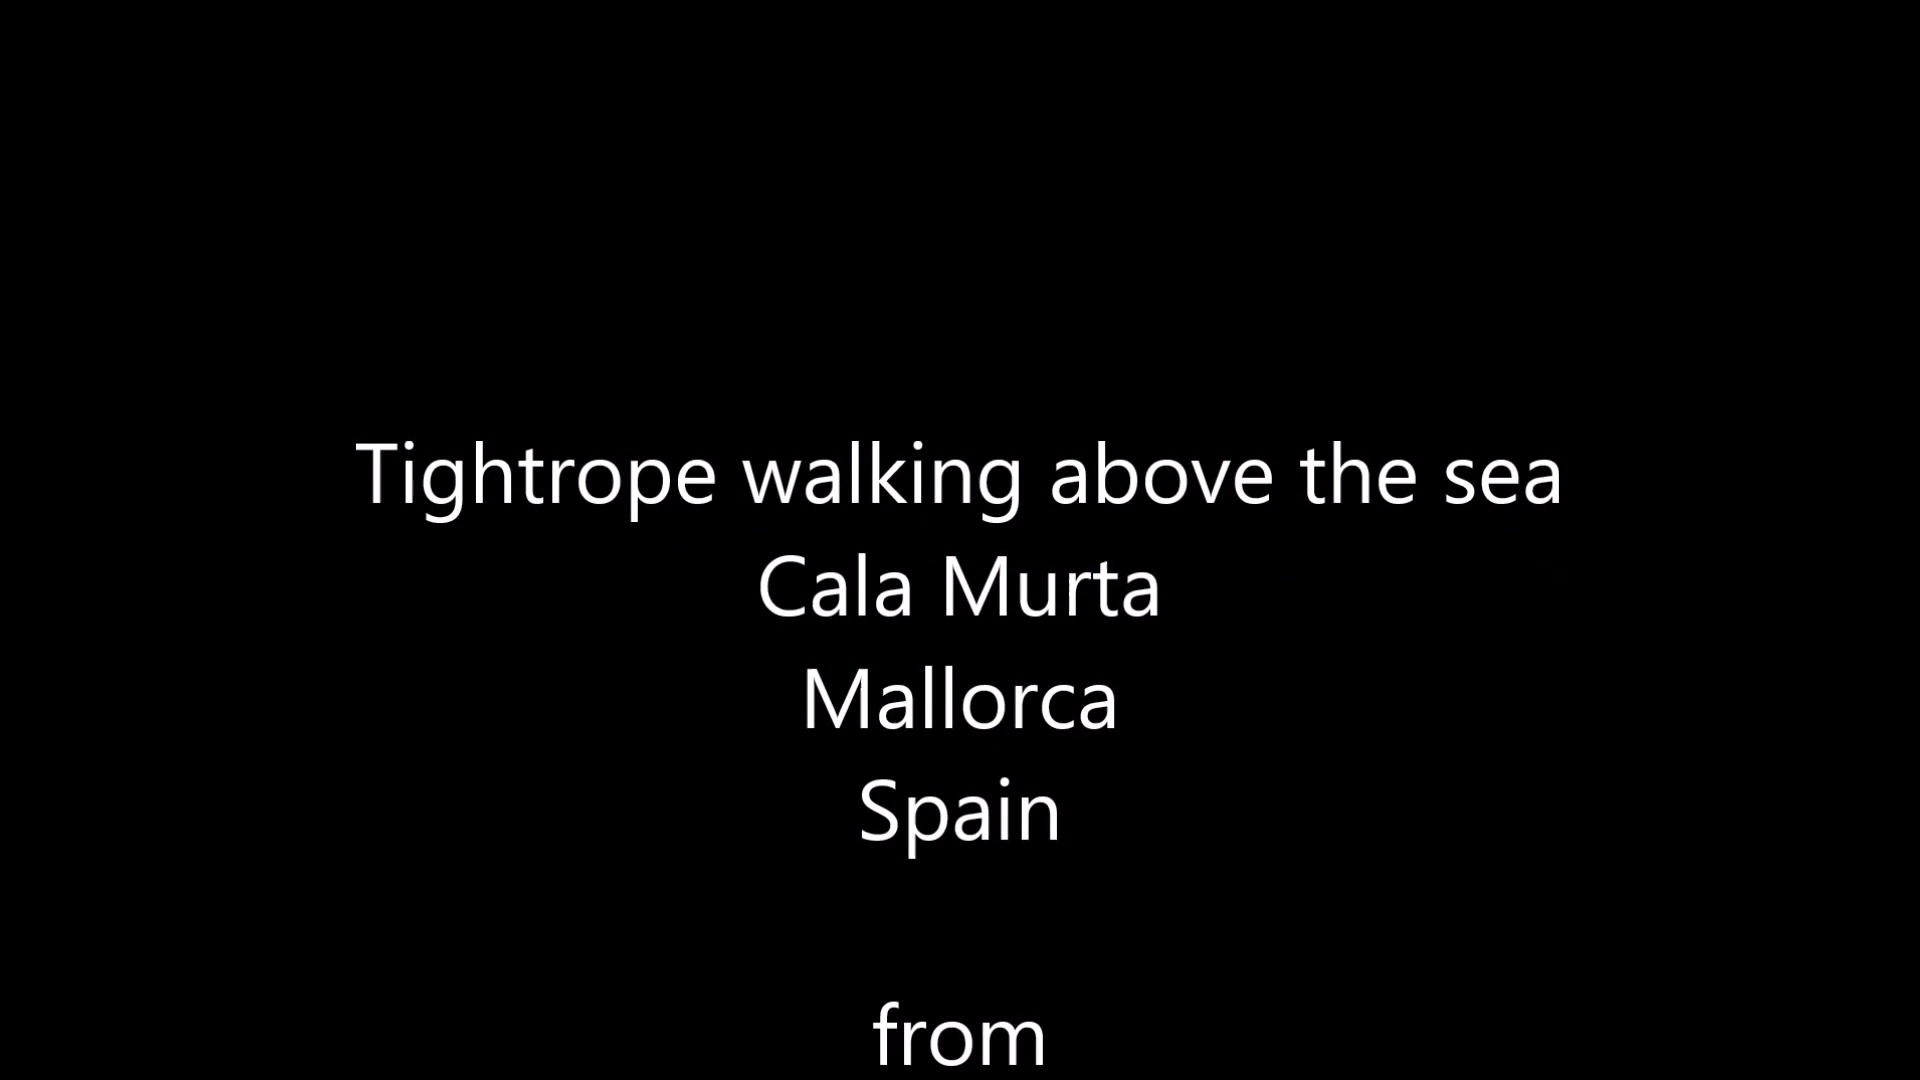 Tightrope walking above the sea
Cala Murta
Mallorca
Spain
from